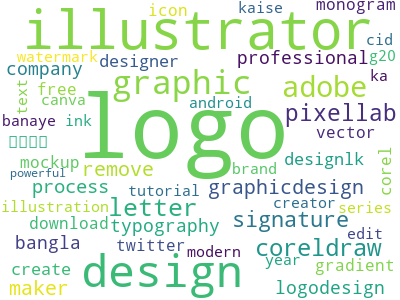 icon kaise monogram
illustrator
cid
watermark designer professional g20
company graphic adobe ka
text free canva android pixellab
banaye ink logo vector
mockup remove brand designlk corel
powerful process tutorial graphicdesign creator series
illustration letter signature
download typography edit
bangla twitter modern coreldraw
create design year gradient
maker logodesign